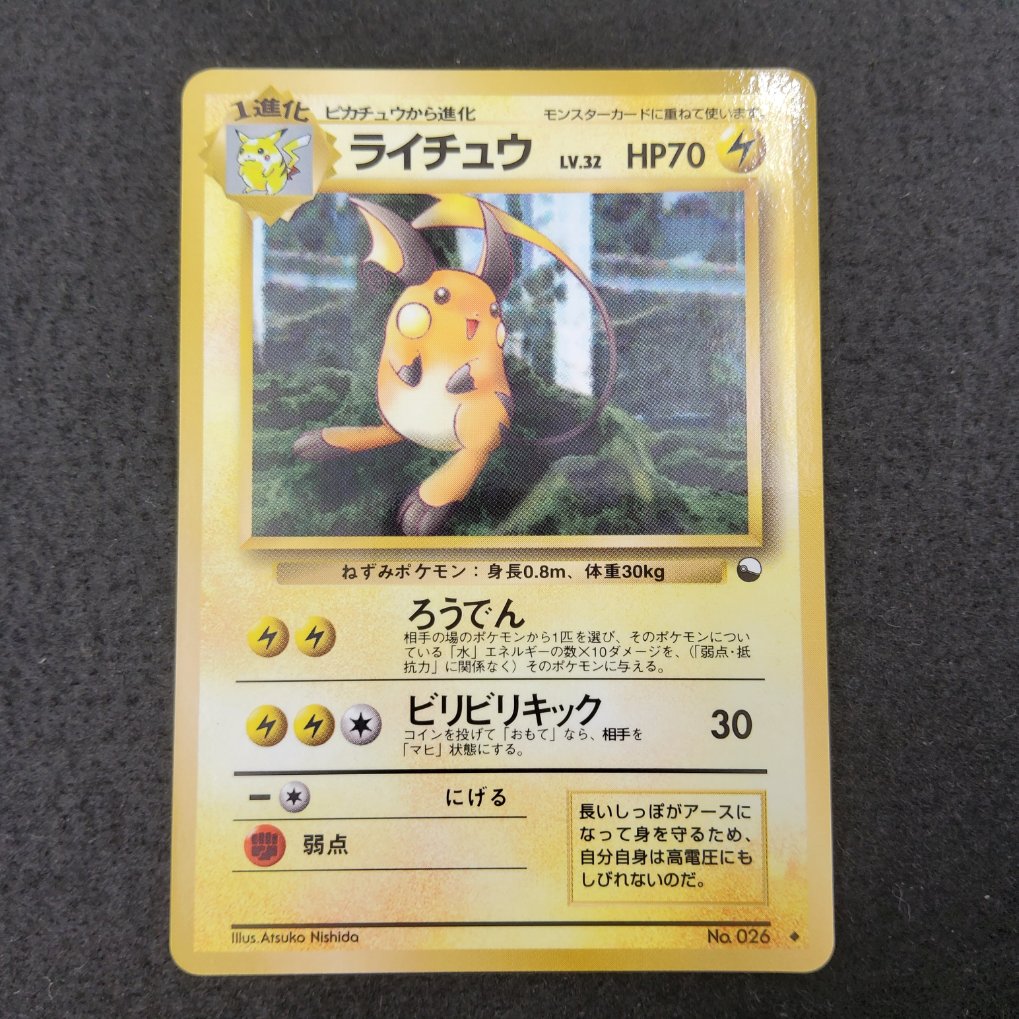 1進化
ピカチュウから進化
モンスターカードに重ねて使います。
ライチュウ LV.32 HP70
ねずみポケモン：身長0.8m、体重30kg
ろうでん
相手の場のポケモンから1匹を選び、そのポケモンについ
ている「水」エネルギーの数×10ダメージを、(「弱点・抵
抗力」に関係なく) そのポケモンに与える。
ビリビリキック 30
コインを投げて「おもて」なら、相手を
「マヒ」状態にする。
にげる
弱点
長いしっぽがアースに
なって身を守るため、
自分自身は高電圧にも
しびれないのだ。
Illus.Atsuko Nishida
No. 026